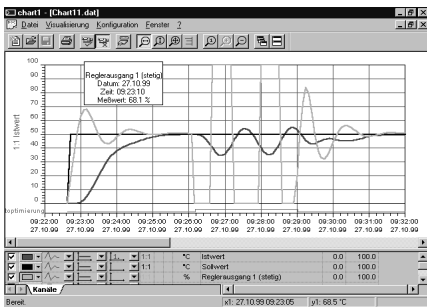 chart1 - [Chart11.dat]
Datei Visualisierung Konfiguration Fenster ?
100
90
80
70
60
50
40
30
20
10
0
1:1 Istwert
Reglerausgang 1 (stetig)
Datum: 27.10.99
Zeit: 09:23:10
Meßwert: 68.1 %
toptimierung
09:22:00 09:23:00 09:24:00 09:25:00 09:26:00 09:27:00 09:28:00 09:29:00 09:30:00 09:31:00 09:32:00
27.10.99 27.10.99 27.10.99 27.10.99 27.10.99 27.10.99 27.10.99 27.10.99 27.10.99 27.10.99 27.10.99
1:1 °C Istwert 0.0 100.0
1:1 °C Sollwert 0.0 100.0
% Reglerausgang 1 (stetig) 0.0 100.0
Kanäle
Bereit. x1: 27.10.99 09:23:05 y1: 68.5 °C